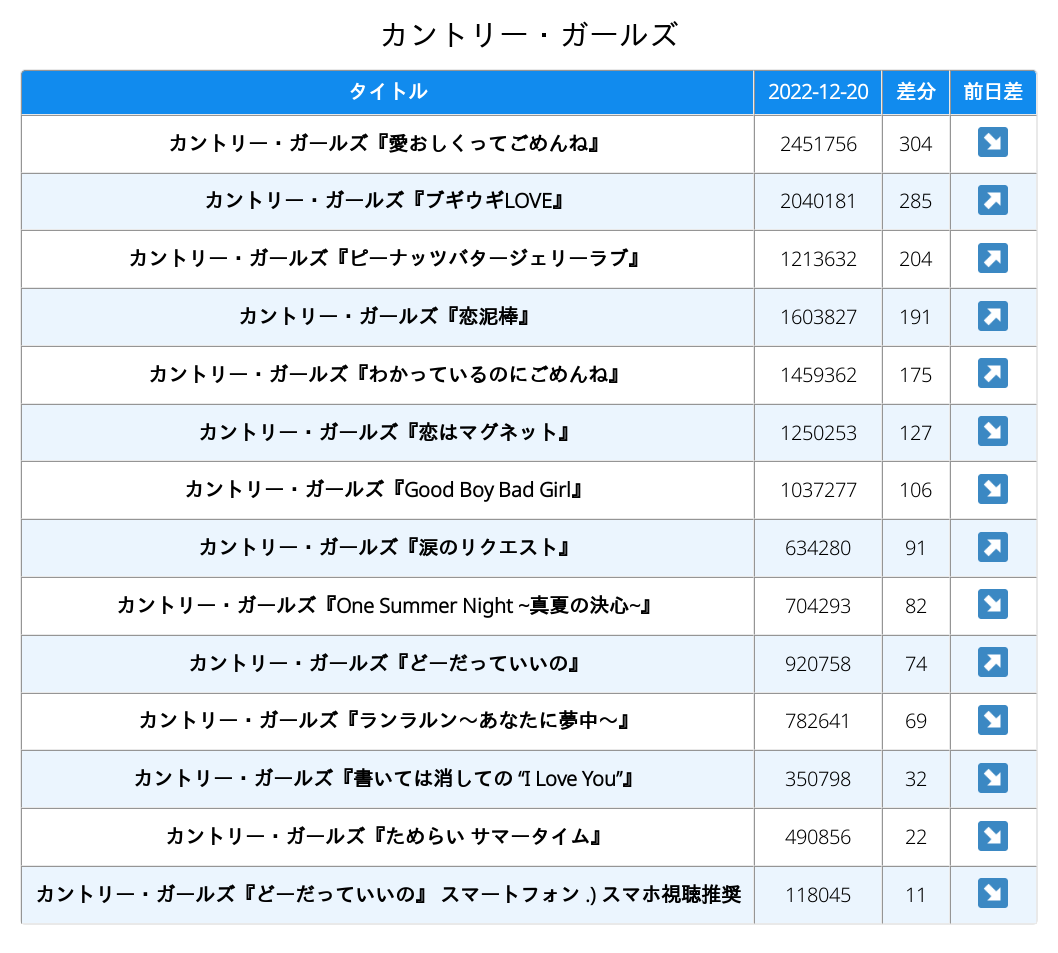 カントリー・ガールズ
タイトル 2022-12-20 差分 前日差
カントリー・ガールズ『愛おしくってごめんね』 2451756 304
カントリー・ガールズ『ブギウギLOVE』 2040181 285
カントリー・ガールズ『ピーナッツバタージェリーラブ』 1213632 204
カントリー・ガールズ『恋泥棒』 1603827 191
カントリー・ガールズ『わかっているのにごめんね』 1459362 175
カントリー・ガールズ『恋はマグネット』 1250253 127
カントリー・ガールズ『Good Boy Bad Girl』 1037277 106
カントリー・ガールズ『涙のリクエスト』 634280 91
カントリー・ガールズ『One Summer Night ~真夏の決心~』 704293 82
カントリー・ガールズ『どーだっていいの』 920758 74
カントリー・ガールズ『ランラルン～あなたに夢中～』 782641 69
カントリー・ガールズ『書いては消しての “I Love You”』 350798 32
カントリー・ガールズ『ためらい サマータイム』 490856 22
カントリー・ガールズ『どーだっていいの』 スマートフォン .) スマホ視聴推奨 118045 11